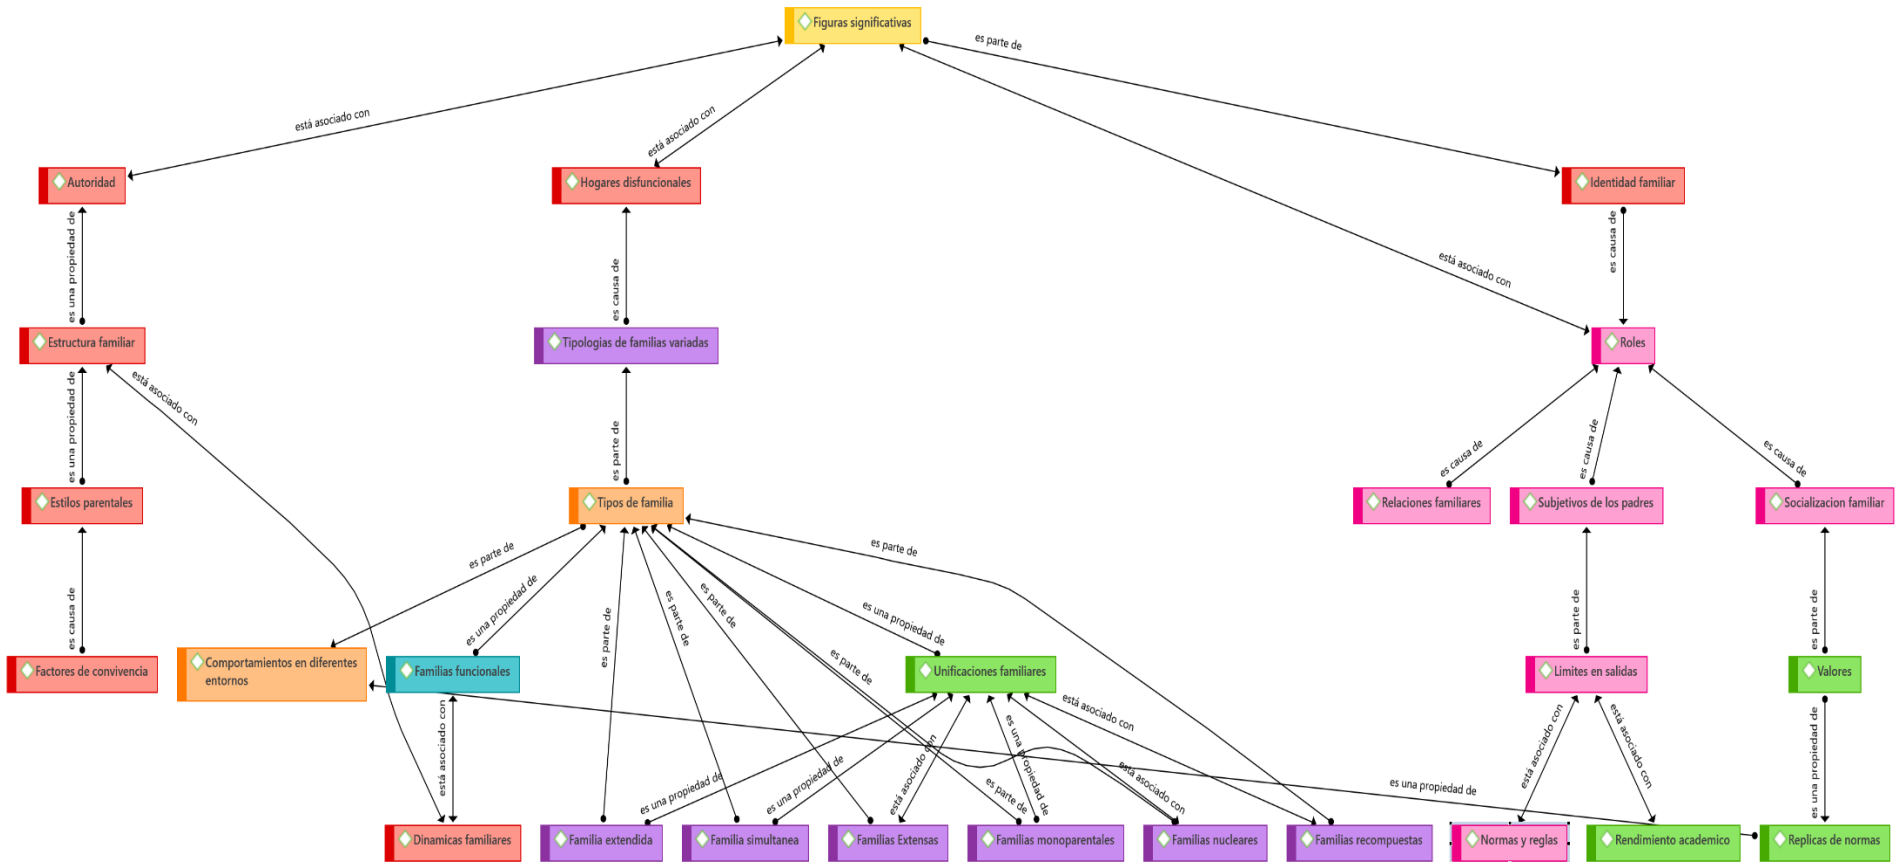 Figuras significativas
es parte de
está asociado con
está asociado con
Autoridad
Hogares disfuncionales
Identidad familiar
es una propiedad de
es causa de
está asociado con
es causa de
Estructura familiar
Tipologias de familias variadas
Roles
es una propiedad de
está asociado con
es parte de
es causa de
es causa de
es causa de
Estilos parentales
Tipos de familia
Relaciones familiares
Subjetivos de los padres
Socializacion familiar
es causa de
es parte de
es una propiedad de
es parte de
es parte de
es parte de
es una propiedad de
es parte de
es parte de
es parte de
Factores de convivencia
Comportamientos en diferentes
entornos
Familias funcionales
es parte de
Unificaciones familiares
Limites en salidas
Valores
está asociado con
es una propiedad de
es una propiedad de
está asociado con
es una propiedad de
es parte de
está asociado con
está asociado con
es una propiedad de
está asociado con
está asociado con
es una propiedad de
Dinamicas familiares
Familia extendida
Familia simultanea
Familias Extensas
Familias monoparentales
Familias nucleares
Familias recompuestas
Normas y reglas
Rendimiento academico
Replicas de normas